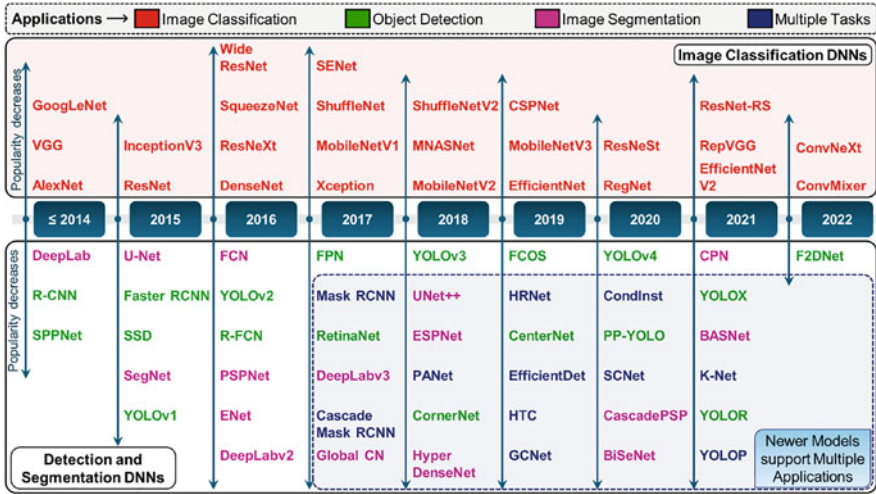 Applications → Image Classification Object Detection Image Segmentation Multiple Tasks
Popularity decreases
Image Classification DNNs
GoogLeNet
VGG
AlexNet
InceptionV3
ResNet
Wide
ResNet
SqueezeNet
ResNeXt
DenseNet
SENet
ShuffleNet
MobileNetV1
Xception
ShuffleNetV2
MNASNet
MobileNetV2
CSPNet
MobileNetV3
EfficientNet
ResNeSt
RegNet
ResNet-RS
RepVGG
EfficientNet
V2
ConvNeXt
ConvMixer
≤ 2014 2015 2016 2017 2018 2019 2020 2021 2022
Popularity decreases
DeepLab
R-CNN
SPPNet
U-Net
Faster RCNN
SSD
SegNet
YOLOv1
FCN
YOLOv2
R-FCN
PSPNet
ENet
DeepLabv2
FPN
Mask RCNN
RetinaNet
DeepLabv3
Cascade
Mask RCNN
Global CN
YOLOv3
UNet++
ESPNet
PANet
CornerNet
Hyper
DenseNet
FCOS
HRNet
CenterNet
EfficientDet
HTC
GCNet
YOLOv4
CondInst
PP-YOLO
SCNet
CascadePSP
BiSeNet
CPN
YOLOX
BASNet
K-Net
YOLOR
YOLOP
F2DNet
Detection and
Segmentation DNNs
Newer Models
support Multiple
Applications